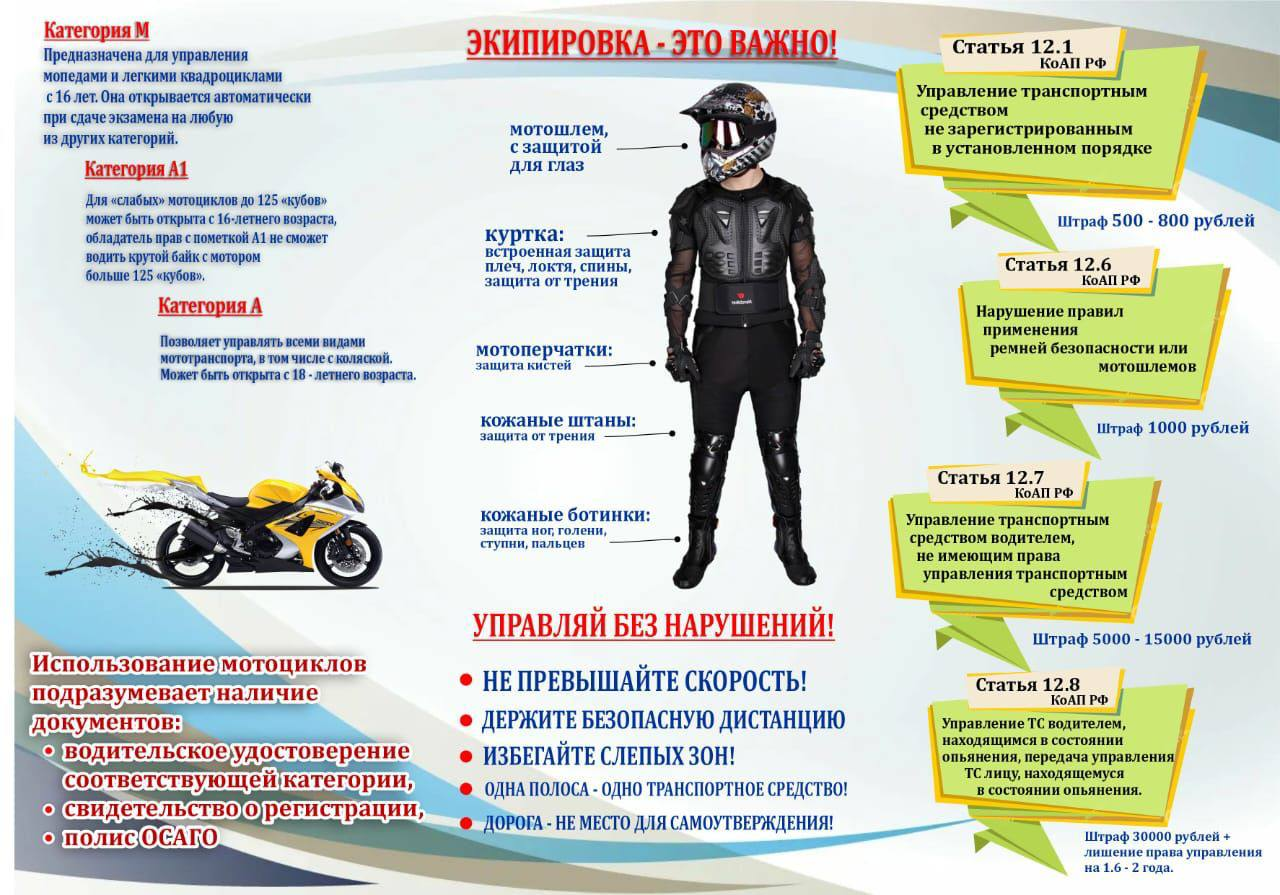 Категория М
Предназначена для управления
мопедами и легкими квадроциклами
с 16 лет. Она открывается автоматически
при сдаче экзамена на любую
из других категорий.
Категория А1
Для «слабых» мотоциклов до 125 «кубов»
может быть открыта с 16-летнего возраста,
обладатель прав с пометкой А1 не сможет
водить крутой байк с мотором
больше 125 «кубов».
Категория А
Позволяет управлять всеми видами
мототранспорта, в том числе с коляской.
Может быть открыта с 18 - летнего возраста.
Использование мотоциклов
подразумевает наличие
документов:
• водительское удостоверение
соответствующей категории,
• свидетельство о регистрации,
• полис ОСАГО
ЭКИПИРОВКА - ЭТО ВАЖНО!
мотошлем,
с защитой
для глаз
куртка:
встроенная защита
плеч, локтя, спины,
защита от трения
мотоперчатки:
защита кистей
кожаные штаны:
защита от трения
кожаные ботинки:
защита ног, голени,
ступни, пальцев
УПРАВЛЯЙ БЕЗ НАРУШЕНИЙ!
• НЕ ПРЕВЫШАЙТЕ СКОРОСТЬ!
• ДЕРЖИТЕ БЕЗОПАСНУЮ ДИСТАНЦИЮ
• ИЗБЕГАЙТЕ СЛЕПЫХ ЗОН!
• ОДНА ПОЛОСА - ОДНО ТРАНСПОРТНОЕ СРЕДСТВО!
• ДОРОГА - НЕ МЕСТО ДЛЯ САМОУТВЕРЖДЕНИЯ!
Статья 12.1
КоАП РФ
Управление транспортным
средством
не зарегистрированным
в установленном порядке
Штраф 500 - 800 рублей
Статья 12.6
КоАП РФ
Нарушение правил
применения
ремней безопасности или
мотошлемов
Штраф 1000 рублей
Статья 12.7
КоАП РФ
Управление транспортным
средством водителем,
не имеющим права
управления транспортным
средством
Штраф 5000 - 15000 рублей
Статья 12.8
КоАП РФ
Управление ТС водителем,
находящимся в состоянии
опьянения, передача управления
ТС лицу, находящемуся
в состоянии опьянения.
Штраф 30000 рублей +
лишение права управления
на 1.6 - 2 года.